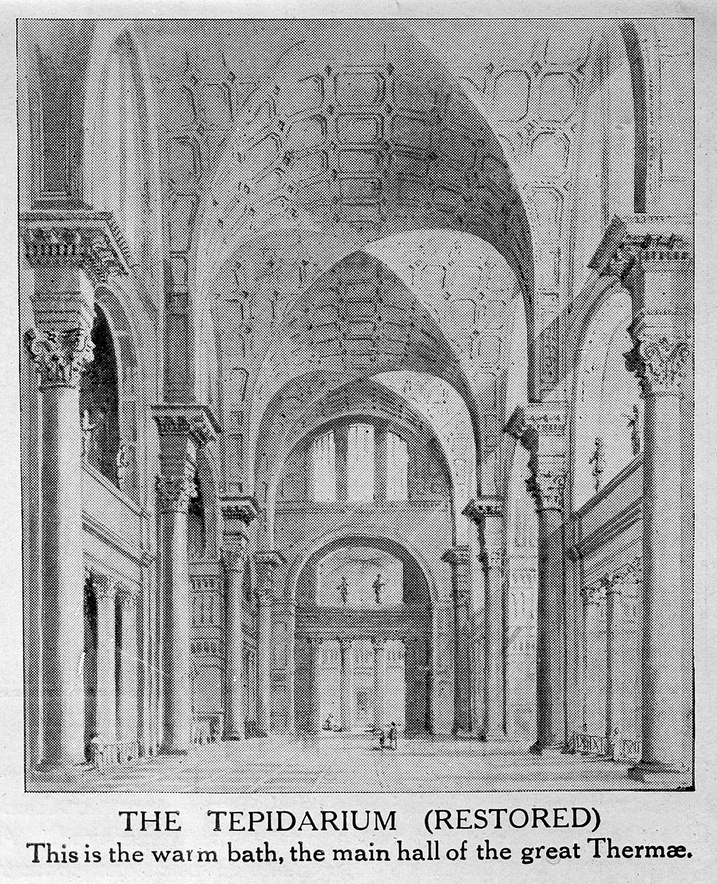 THE TEPIDARIUM (RESTORED)
This is the warm bath, the main hall of the great Thermæ.